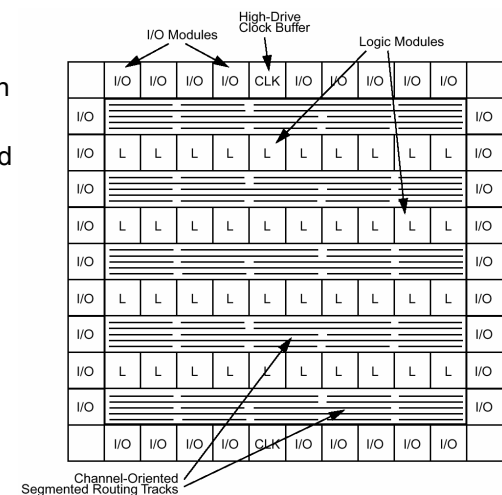 High-Drive
Clock Buffer
I/O Modules
Logic Modules
I/O I/O I/O I/O CLK I/O I/O I/O I/O I/O
n
I/O I/O
d
I/O L L L L L L L L L L I/O
I/O I/O
I/O L L L L L L L L L L I/O
I/O I/O
I/O L L L L L L L L L L I/O
I/O I/O
I/O L L L L L L L L L L I/O
I/O I/O
I/O I/O I/O I/O CLK I/O I/O I/O I/O I/O
Channel-Oriented
Segmented Routing Tracks